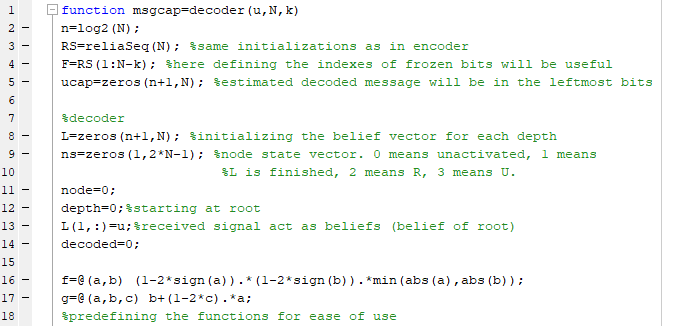 1 function msgcap=decoder(u,N,k)
2 - n=log2(N);
3 - RS=reliaSeq(N); %same initializations as in encoder
4 - F=RS(1:N-k); %here defining the indexes of frozen bits will be useful
5 - ucap=zeros(n+1,N); %estimated decoded message will be in the leftmost bits
6
7 %decoder
8 - L=zeros(n+1,N); %initializing the belief vector for each depth
9 - ns=zeros(1,2*N-1); %node state vector. 0 means unactivated, 1 means
10 %L is finished, 2 means R, 3 means U.
11 - node=0;
12 - depth=0;%starting at root
13 - L(1,:)=u;%received signal act as beliefs (belief of root)
14 - decoded=0;
15
16 - f=@(a,b) (1-2*sign(a)).*(1-2*sign(b)).*min(abs(a),abs(b));
17 - g=@(a,b,c) b+(1-2*c).*a;
18 %predefining the functions for ease of use